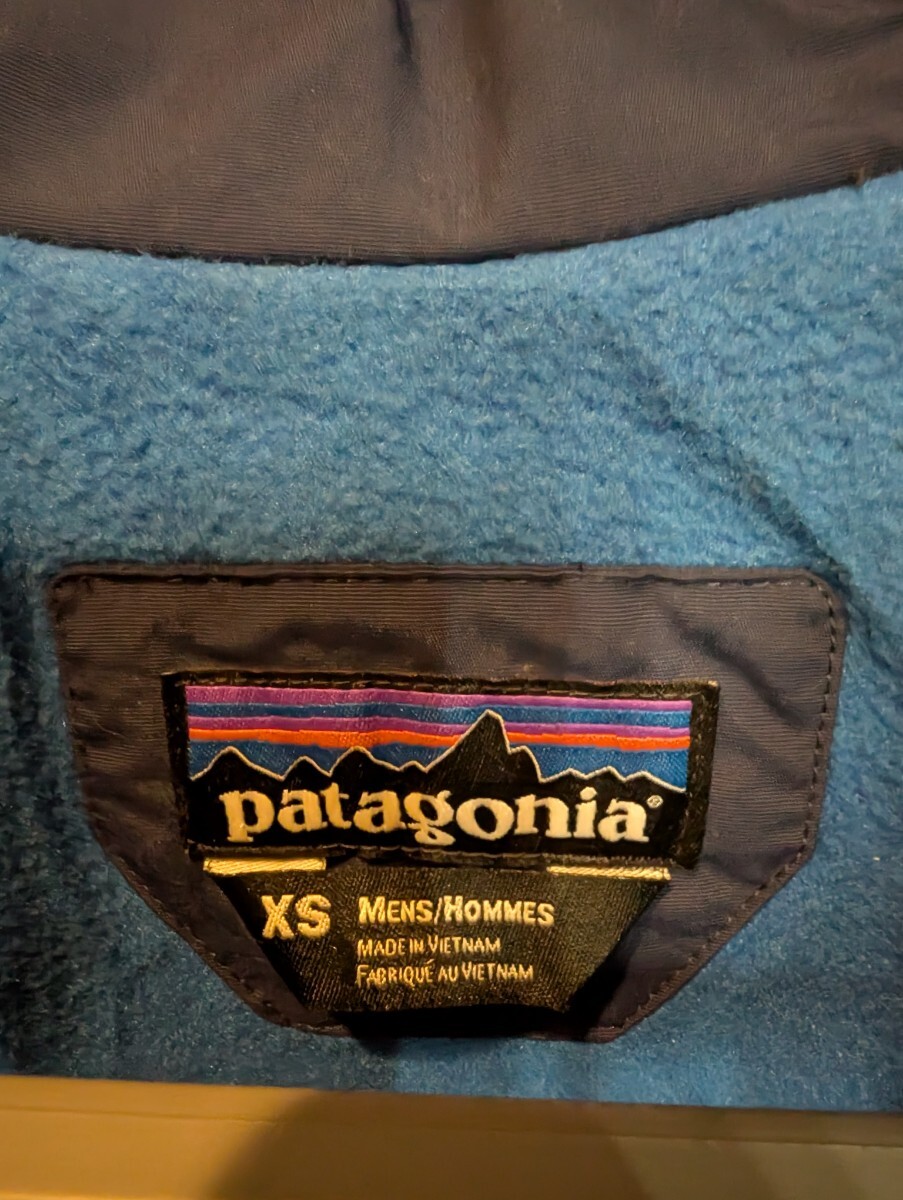 patagonia®
XS MENS/HOMMES
MADE IN VIETNAM
FABRIQUÉ AU VIETNAM